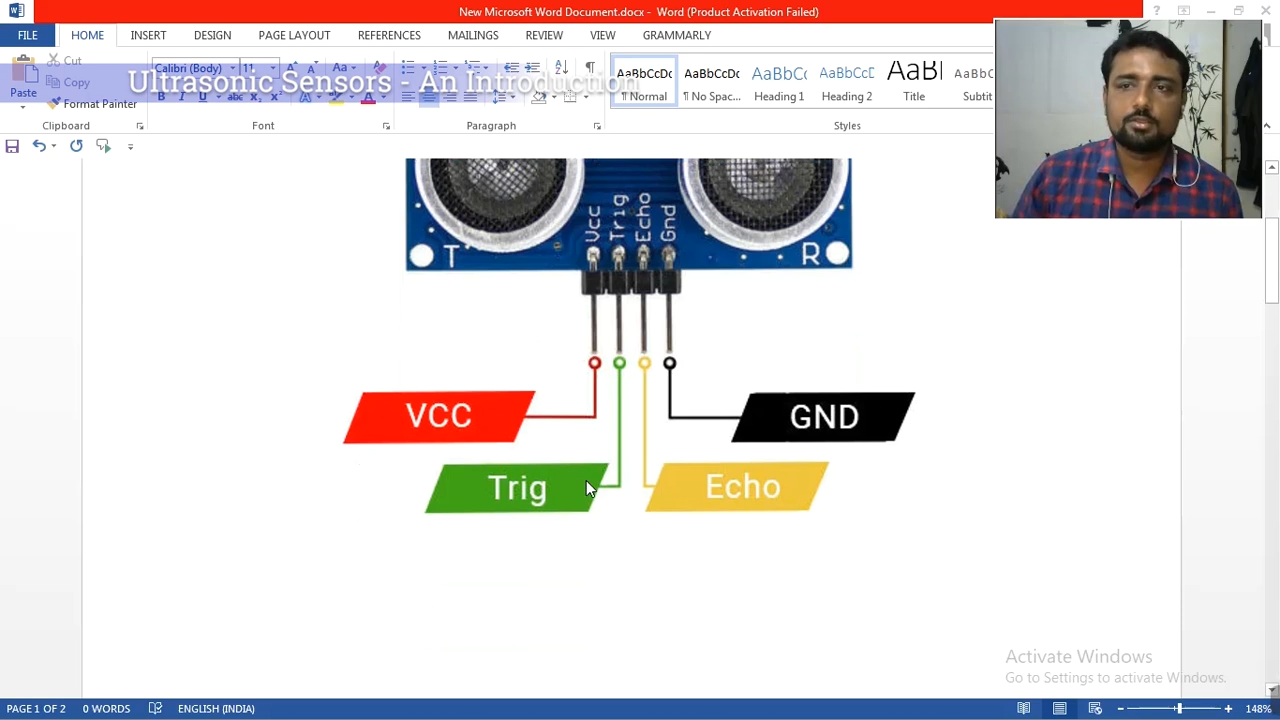 New Microsoft Word Document.docx - Word (Product Activation Failed)
FILE HOME INSERT DESIGN PAGE LAYOUT REFERENCES MAILINGS REVIEW VIEW GRAMMARLY
Ultrasonic Sensors - An Introduction
Cut
Copy
Format Painter
Paste
Calibri (Body) 11
AaBbCcDc AaBbCcDc AaBbCc AaBbCcD AaBl AaBbCcD
¶ Normal ¶ No Spac... Heading 1 Heading 2 Title Subtit
Clipboard Font Paragraph Styles
Vcc
Trig
Echo
Gnd
T R
VCC GND
Trig Echo
Activate Windows
Go to Settings to activate Windows.
PAGE 1 OF 2 0 WORDS ENGLISH (INDIA) 148%